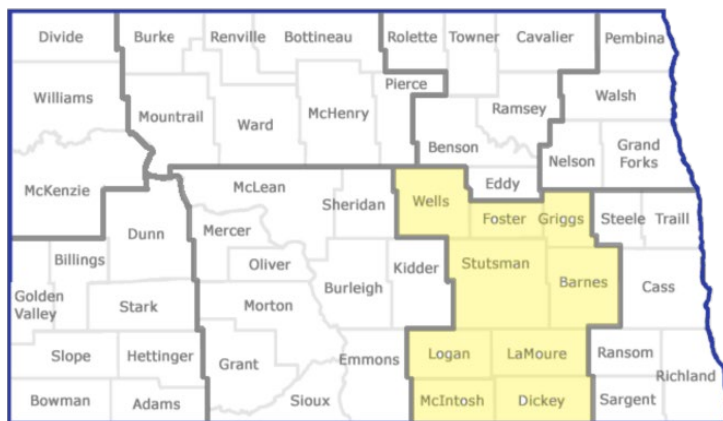 Divide
Burke
Renville
Bottineau
Rolette
Towner
Cavalier
Pembina
Williams
Mountrail
Ward
McHenry
Pierce
Ramsey
Walsh
Benson
Nelson
Grand
Forks
McKenzie
McLean
Sheridan
Wells
Eddy
Foster
Griggs
Steele
Traill
Dunn
Mercer
Oliver
Burleigh
Kidder
Stutsman
Barnes
Cass
Billings
Golden
Valley
Stark
Morton
Slope
Hettinger
Grant
Emmons
Logan
LaMoure
Ransom
Richland
Bowman
Adams
Sioux
McIntosh
Dickey
Sargent